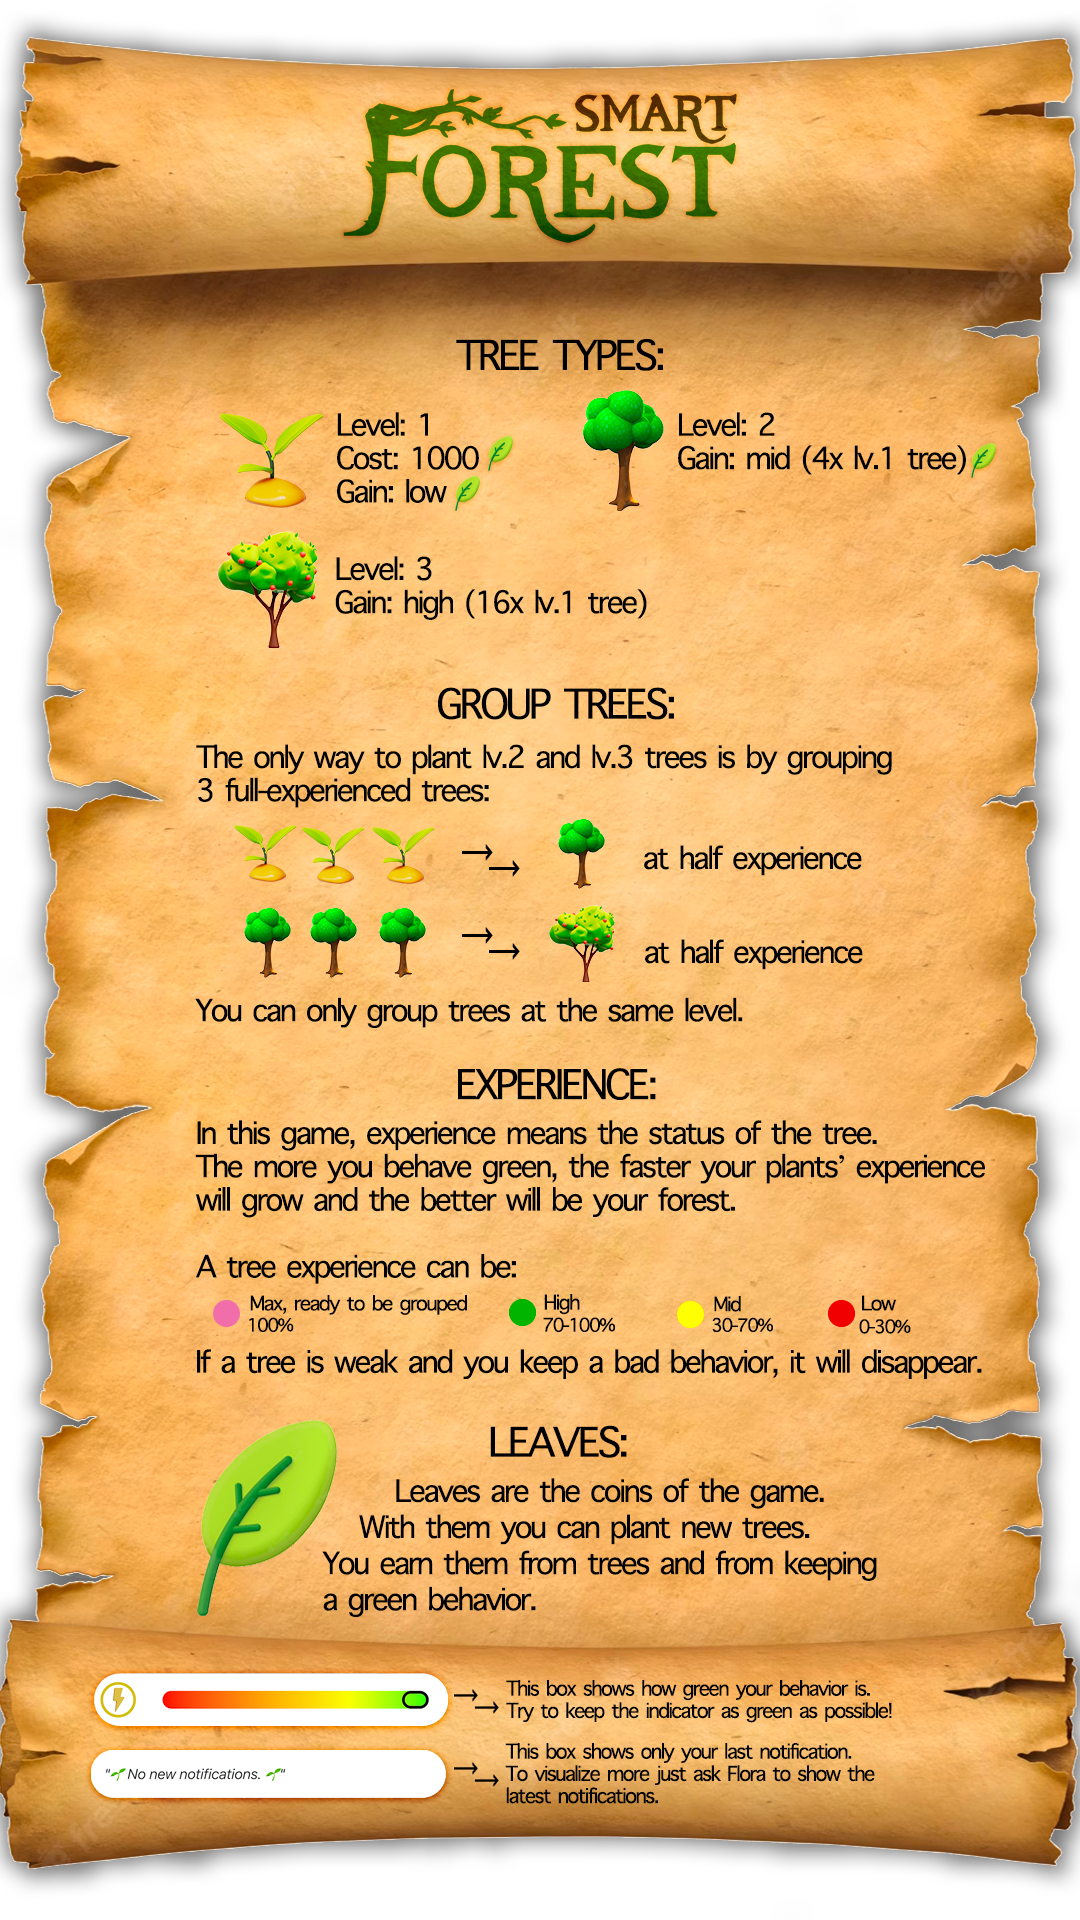 SMART
FOREST
TREE TYPES:
Level: 1
Cost: 1000
Gain: low
Level: 2
Gain: mid (4x lv.1 tree)
Level: 3
Gain: high (16x lv.1 tree)
GROUP TREES:
The only way to plant lv.2 and lv.3 trees is by grouping
3 full-experienced trees:
at half experience
at half experience
You can only group trees at the same level.
EXPERIENCE:
In this game, experience means the status of the tree.
The more you behave green, the faster your plants’ experience
will grow and the better will be your forest.
A tree experience can be:
Max, ready to be grouped
100%
High
70-100%
Mid
30-70%
Low
0-30%
If a tree is weak and you keep a bad behavior, it will disappear.
LEAVES:
Leaves are the coins of the game.
With them you can plant new trees.
You earn them from trees and from keeping
a green behavior.
This box shows how green your behavior is.
Try to keep the indicator as green as possible!
"🌱No new notifications. 🌱"
This box shows only your last notification.
To visualize more just ask Flora to show the
latest notifications.